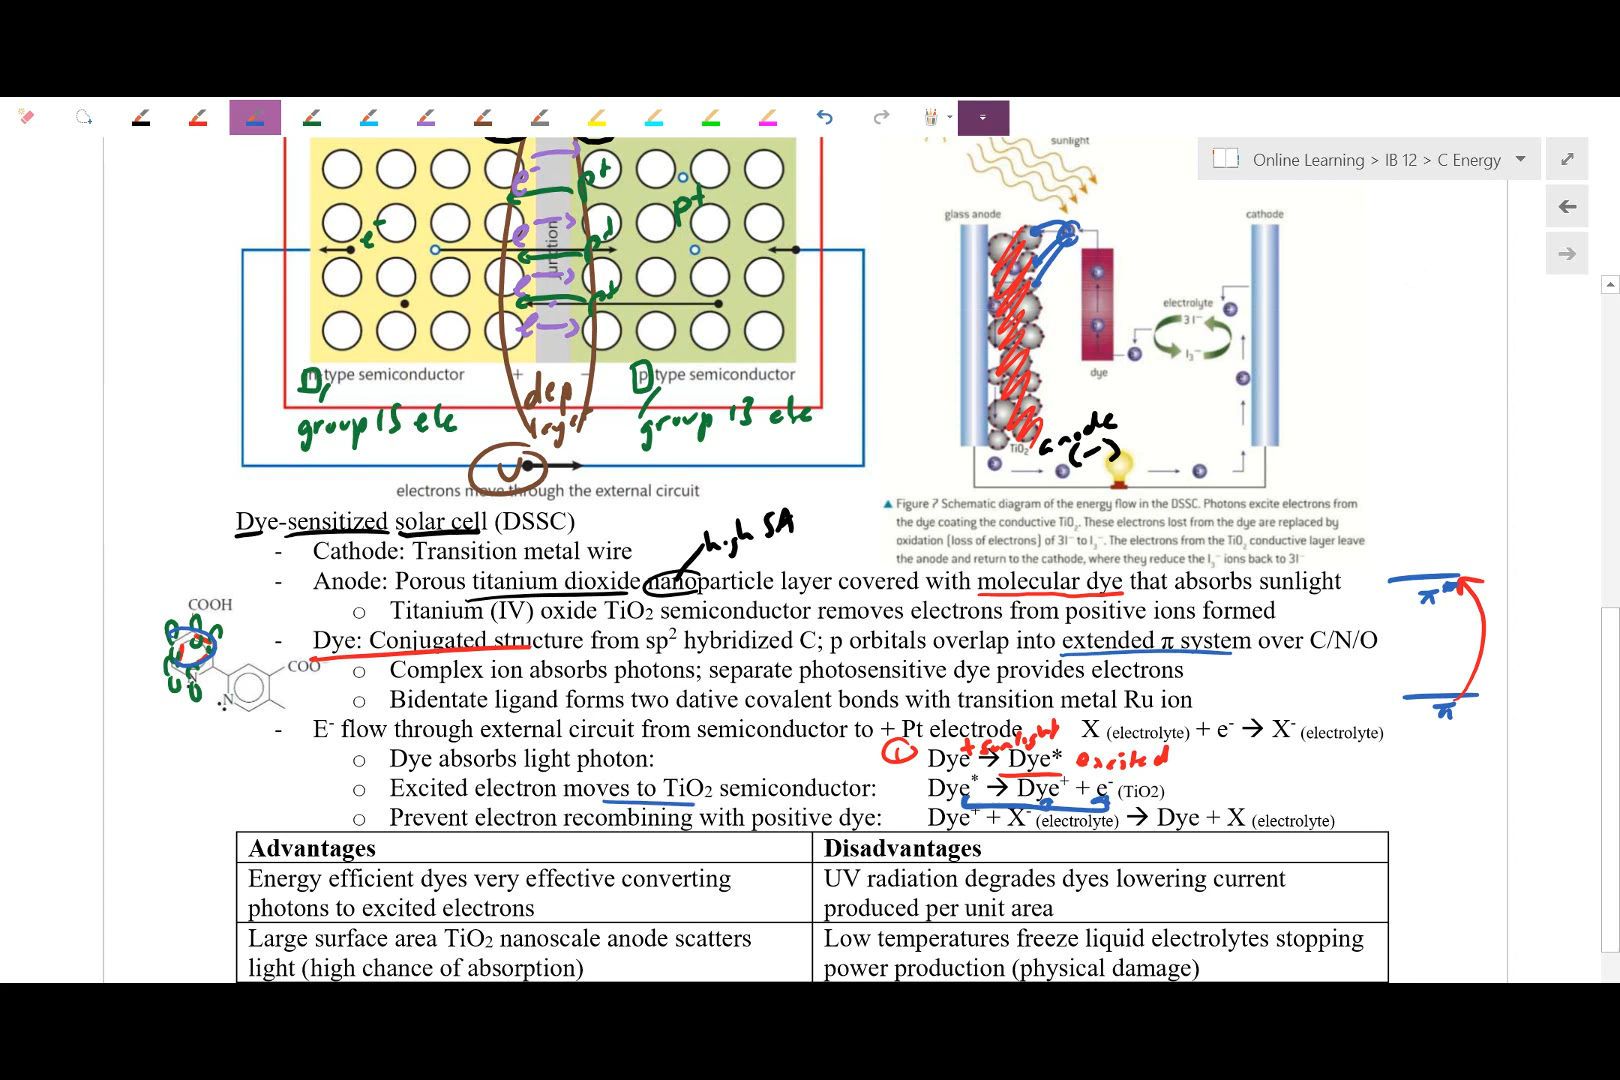 Online Learning > IB 12 > C Energy
sunlight
glass anode
cathode
e-
e-
p+
e-
p+
p+
e-
p+
e-
junction
electrolyte
3I⁻
I₃⁻
dye
TiO₂
anode
(-)
n-type semiconductor
+
-
p-type semiconductor
dep
layer
group 15 ele
group 13 ele
V
electrons move through the external circuit
▲ Figure 7 Schematic diagram of the energy flow in the DSSC. Photons excite electrons from
the dye coating the conductive TiO₂. These electrons lost from the dye are replaced by
oxidation (loss of electrons) of 3I⁻ to I₃⁻. The electrons from the TiO₂ conductive layer leave
the anode and return to the cathode, where they reduce the I₃⁻ ions back to 3I⁻
Dye-sensitized solar cell (DSSC)
high SA
- Cathode: Transition metal wire
- Anode: Porous titanium dioxide nanoparticle layer covered with molecular dye that absorbs sunlight
o Titanium (IV) oxide TiO₂ semiconductor removes electrons from positive ions formed
- Dye: Conjugated structure from sp² hybridized C; p orbitals overlap into extended π system over C/N/O
o Complex ion absorbs photons; separate photosensitive dye provides electrons
o Bidentate ligand forms two dative covalent bonds with transition metal Ru ion
COOH
COO
N
N
π*
π
- E⁻ flow through external circuit from semiconductor to + Pt electrode X (electrolyte) + e⁻ → X⁻ (electrolyte)
+ sunlight
o Dye absorbs light photon: ① Dye → Dye* excited
o Excited electron moves to TiO₂ semiconductor: Dye* → Dye⁺ + e⁻ (TiO2)
o Prevent electron recombining with positive dye: Dye⁺ + X⁻ (electrolyte) → Dye + X (electrolyte)
Advantages Disadvantages
Energy efficient dyes very effective converting UV radiation degrades dyes lowering current
photons to excited electrons produced per unit area
Large surface area TiO₂ nanoscale anode scatters Low temperatures freeze liquid electrolytes stopping
light (high chance of absorption) power production (physical damage)